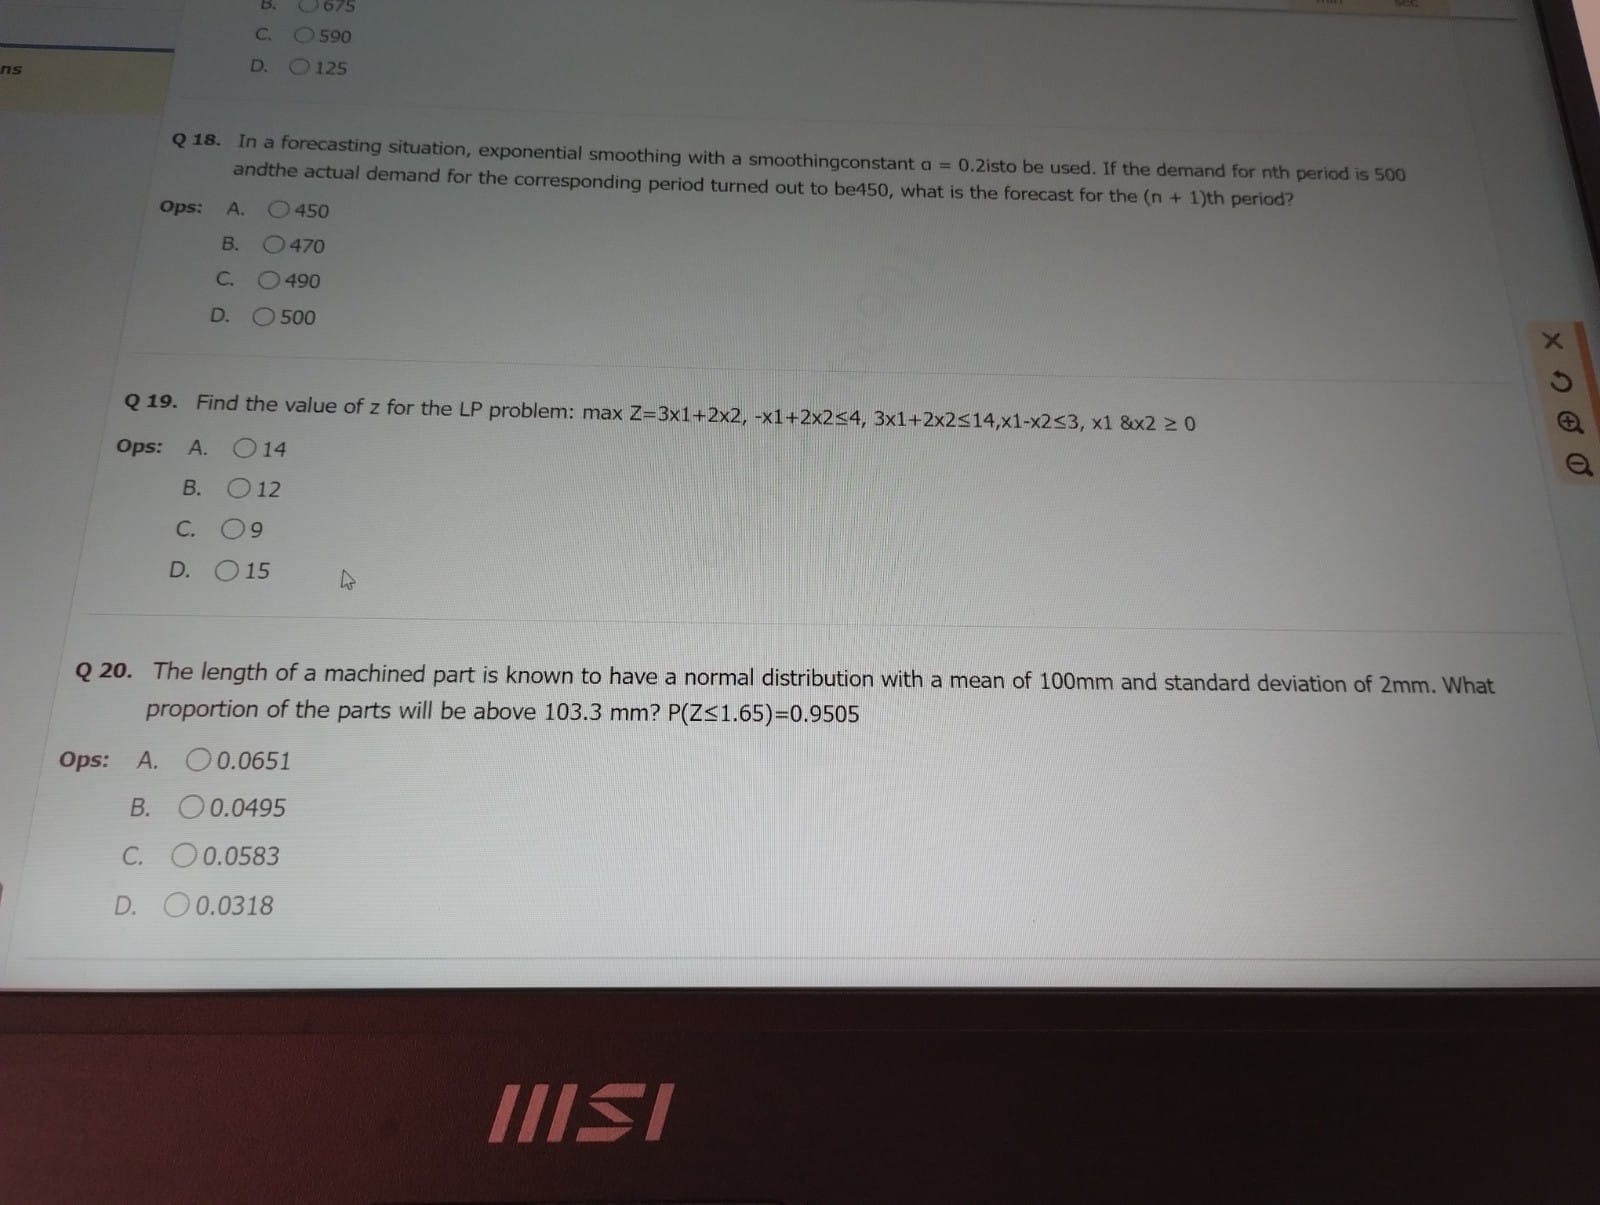 B. 675
min sec
C. 590
ns
D. 125
Q 18. In a forecasting situation, exponential smoothing with a smoothingconstant α = 0.2isto be used. If the demand for nth period is 500
andthe actual demand for the corresponding period turned out to be450, what is the forecast for the (n + 1)th period?
Ops: A. 450
B. 470
C. 490
D. 500
Q 19. Find the value of z for the LP problem: max Z=3x1+2x2, -x1+2x2≤4, 3x1+2x2≤14,x1-x2≤3, x1 &x2 ≥ 0
Ops: A. 14
B. 12
C. 9
D. 15
Q 20. The length of a machined part is known to have a normal distribution with a mean of 100mm and standard deviation of 2mm. What
proportion of the parts will be above 103.3 mm? P(Z≤1.65)=0.9505
Ops: A. 0.0651
B. 0.0495
C. 0.0583
D. 0.0318
msi